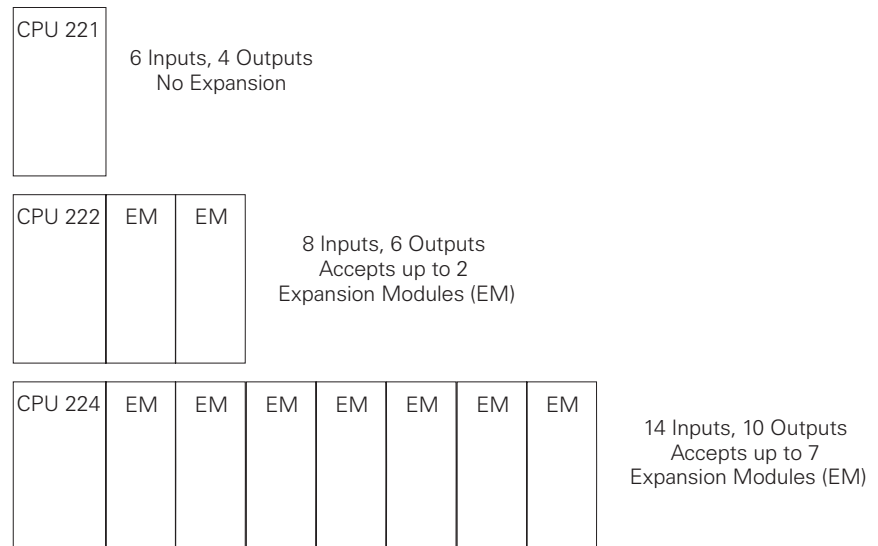 CPU 221
6 Inputs, 4 Outputs
No Expansion
CPU 222 EM EM
8 Inputs, 6 Outputs
Accepts up to 2
Expansion Modules (EM)
CPU 224 EM EM EM EM EM EM EM
14 Inputs, 10 Outputs
Accepts up to 7
Expansion Modules (EM)